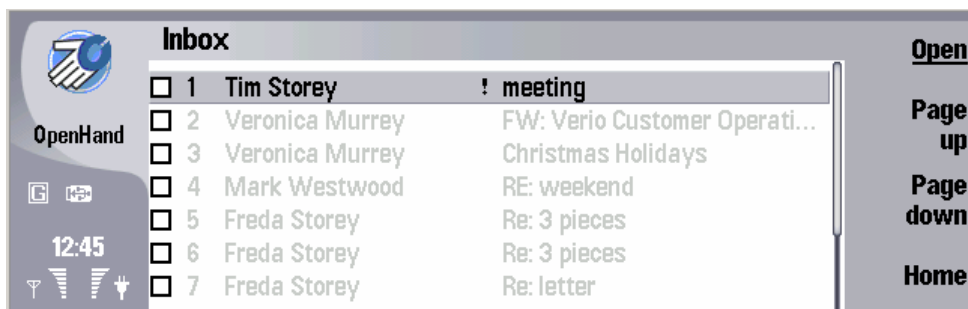 Inbox
OpenHand
G
12:45
1 Tim Storey ! meeting
2 Veronica Murrey FW: Verio Customer Operati...
3 Veronica Murrey Christmas Holidays
4 Mark Westwood RE: weekend
5 Freda Storey Re: 3 pieces
6 Freda Storey Re: 3 pieces
7 Freda Storey Re: letter
Open
Page
up
Page
down
Home